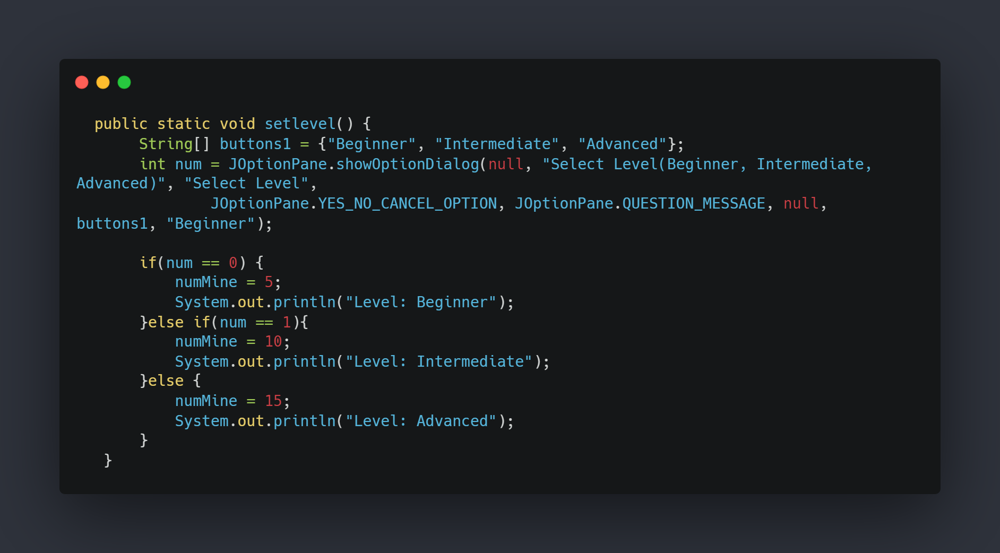 public static void setlevel() {
String[] buttons1 = {"Beginner", "Intermediate", "Advanced"};
int num = JOptionPane.showOptionDialog(null, "Select Level(Beginner, Intermediate,
Advanced)", "Select Level",
JOptionPane.YES_NO_CANCEL_OPTION, JOptionPane.QUESTION_MESSAGE, null,
buttons1, "Beginner");
if(num == 0) {
numMine = 5;
System.out.println("Level: Beginner");
}else if(num == 1){
numMine = 10;
System.out.println("Level: Intermediate");
}else {
numMine = 15;
System.out.println("Level: Advanced");
}
}